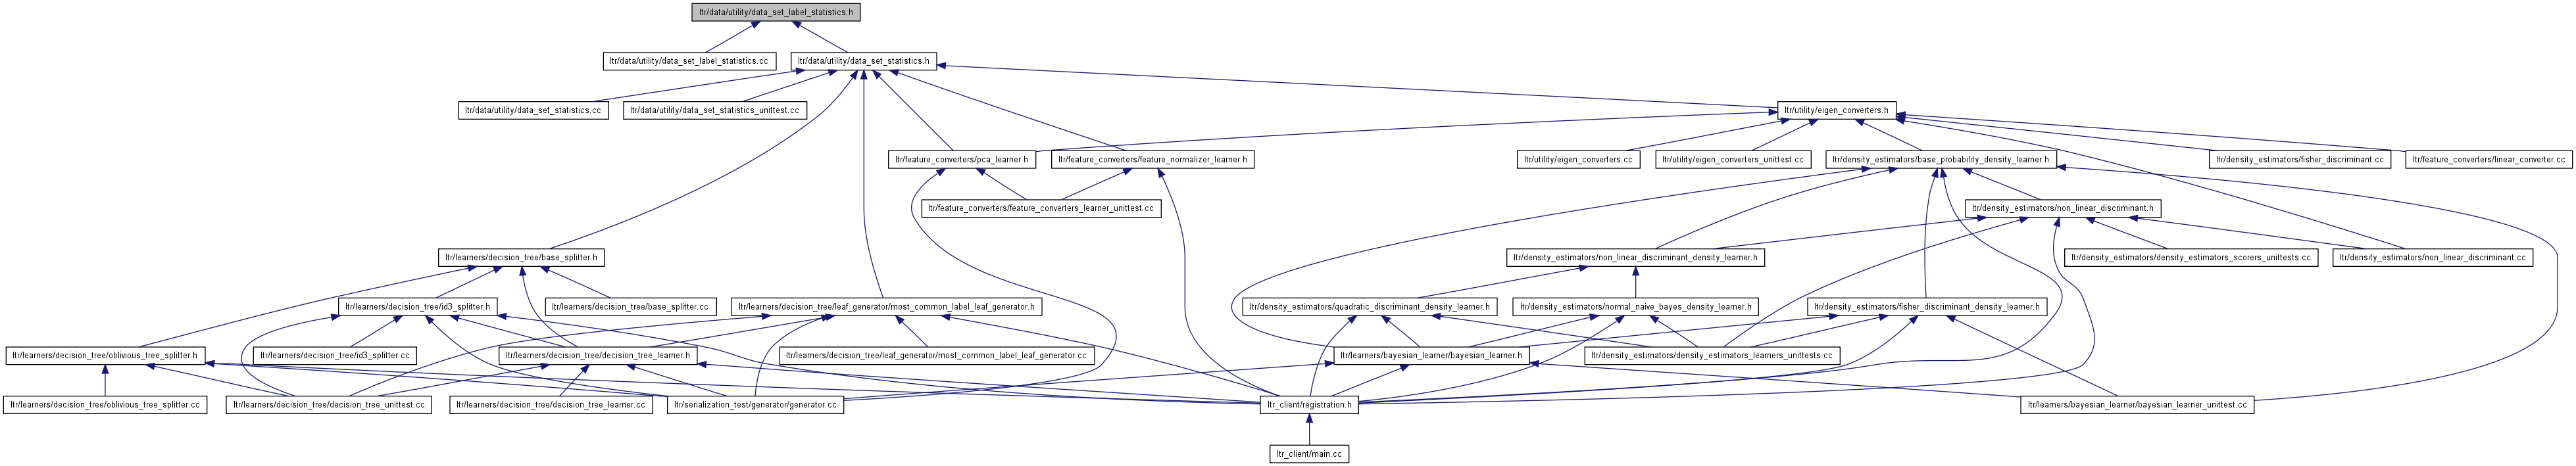 ltr/data/utility/data_set_label_statistics.h
ltr/data/utility/data_set_label_statistics.cc
ltr/data/utility/data_set_statistics.h
ltr/data/utility/data_set_statistics.cc
ltr/data/utility/data_set_statistics_unittest.cc
ltr/utility/eigen_converters.h
ltr/feature_converters/pca_learner.h
ltr/feature_converters/feature_normalizer_learner.h
ltr/utility/eigen_converters.cc
ltr/utility/eigen_converters_unittest.cc
ltr/density_estimators/base_probability_density_learner.h
ltr/density_estimators/fisher_discriminant.cc
ltr/feature_converters/linear_converter.cc
ltr/feature_converters/feature_converters_learner_unittest.cc
ltr/density_estimators/non_linear_discriminant.h
ltr/learners/decision_tree/base_splitter.h
ltr/density_estimators/non_linear_discriminant_density_learner.h
ltr/density_estimators/density_estimators_scorers_unittests.cc
ltr/density_estimators/non_linear_discriminant.cc
ltr/learners/decision_tree/id3_splitter.h
ltr/learners/decision_tree/base_splitter.cc
ltr/learners/decision_tree/leaf_generator/most_common_label_leaf_generator.h
ltr/density_estimators/quadratic_discriminant_density_learner.h
ltr/density_estimators/normal_naive_bayes_density_learner.h
ltr/density_estimators/fisher_discriminant_density_learner.h
ltr/learners/decision_tree/oblivious_tree_splitter.h
ltr/learners/decision_tree/id3_splitter.cc
ltr/learners/decision_tree/decision_tree_learner.h
ltr/learners/decision_tree/leaf_generator/most_common_label_leaf_generator.cc
ltr/learners/bayesian_learner/bayesian_learner.h
ltr/density_estimators/density_estimators_learners_unittests.cc
ltr/learners/decision_tree/oblivious_tree_splitter.cc
ltr/learners/decision_tree/decision_tree_unittest.cc
ltr/learners/decision_tree/decision_tree_learner.cc
ltr/serialization_test/generator/generator.cc
ltr_client/registration.h
ltr/learners/bayesian_learner/bayesian_learner_unittest.cc
ltr_client/main.cc